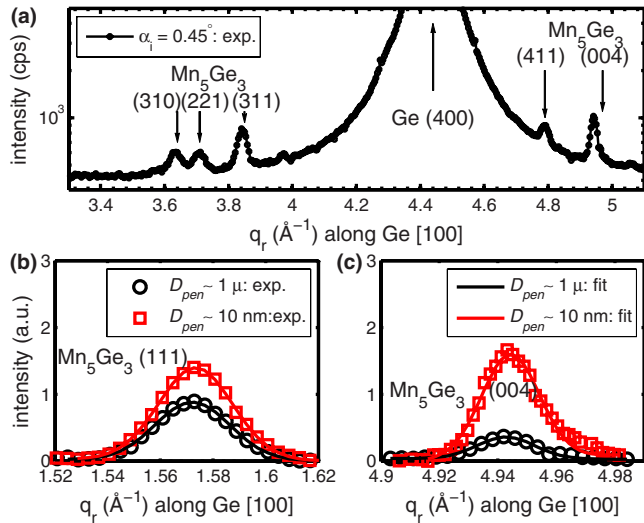 (a)
α_i = 0.45°: exp.
Mn5Ge3
(310)(221)(311)
Ge (400)
Mn5Ge3
(411) (004)
intensity (cps)
10^3
3.4 3.6 3.8 4 4.2 4.4 4.6 4.8 5
q_r (Å^-1) along Ge [100]
(b)
D_pen ~ 1 μ: exp.
D_pen ~ 10 nm:exp.
Mn5Ge3 (111)
intensity (a.u.)
3
2
1
0
1.52 1.54 1.56 1.58 1.6 1.62
q_r (Å^-1) along Ge [100]
(c)
D_pen ~ 1 μ: fit
D_pen ~ 10 nm: fit
Mn5Ge3 (004)
3
2
1
0
4.9 4.92 4.94 4.96 4.98
q_r (Å^-1) along Ge [100]